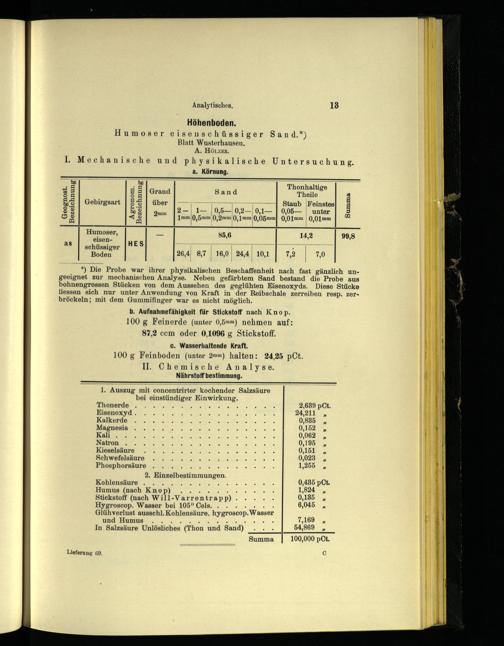 Analytisches. 13
Höhenboden.
Humoser eisenschüssiger Sand.*)
Blatt Wusterhausen.
A. HÖLZER.
I. Mechanische und physikalische Untersuchung.
a. Körnung.
Geognost. Bezeichnung | Gebirgsart | Agronom. Bezeichnung | Grand über 2mm | Sand | Thonhaltige Theile | Summa
2— 1mm | 1— 0,5mm | 0,5— 0,2mm | 0,2— 0,1mm | 0,1— 0,05mm | Staub 0,05— 0,01mm | Feinstes unter 0,01mm
as | Humoser, eisen- schüssiger Boden | HES | — | 85,6 | 14,2 | 99,8
26,4 | 8,7 | 16,0 | 24,4 | 10,1 | 7,2 | 7,0
*) Die Probe war ihrer physikalischen Beschaffenheit nach fast gänzlich un-
geeignet zur mechanischen Analyse. Neben gefärbtem Sand bestand die Probe aus
bohnengrossen Stücken von dem Aussehen des geglühten Eisenoxyds. Diese Stücke
liessen sich nur unter Anwendung von Kraft in der Reibschale zerreiben resp. zer-
bröckeln; mit dem Gummifinger war es nicht möglich.
b. Aufnahmefähigkeit für Stickstoff nach Knop.
100 g Feinerde (unter 0,5mm) nehmen auf:
87,2 ccm oder 0,1096 g Stickstoff.
c. Wasserhaltende Kraft.
100 g Feinboden (unter 2mm) halten: 24,25 pCt.
II. Chemische Analyse.
Nährstoffbestimmung.
1. Auszug mit concentrirter kochender Salzsäure
bei einstündiger Einwirkung.
Thonerde . . . 2,639 pCt.
Eisenoxyd . . . 24,211 „
Kalkerde . . . 0,835 „
Magnesia . . . 0,152 „
Kali . . . 0,062 „
Natron . . . 0,195 „
Kieselsäure . . . 0,151 „
Schwefelsäure . . . 0,023 „
Phosphorsäure . . . 1,255 „
2. Einzelbestimmungen.
Kohlensäure . . . 0,435 pCt.
Humus (nach Knop) . . . 1,824 „
Stickstoff (nach Will-Varrentrapp) . . . 0,135 „
Hygroscop. Wasser bei 105° Cels. . . . 6,045 „
Glühverlust ausschl. Kohlensäure, hygroscop. Wasser
und Humus . . . 7,169 „
In Salzsäure Unlösliches (Thon und Sand) . . . 54,869 „
Summa 100,000 pCt.
Lieferung 69. C